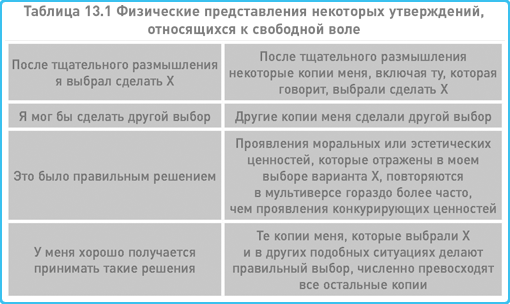 Таблица 13.1 Физические представления некоторых утверждений,
относящихся к свободной воле
После тщательного размышления
я выбрал сделать X
После тщательного размышления
некоторые копии меня, включая ту, которая
говорит, выбрали сделать X
Я мог бы сделать другой выбор
Другие копии меня сделали другой выбор
Это было правильным решением
Проявления моральных или эстетических
ценностей, которые отражены в моем
выборе варианта X, повторяются
в мультиверсе гораздо более часто,
чем проявления конкурирующих ценностей
У меня хорошо получается
принимать такие решения
Те копии меня, которые выбрали X
и в других подобных ситуациях делают
правильный выбор, численно превосходят
все остальные копии